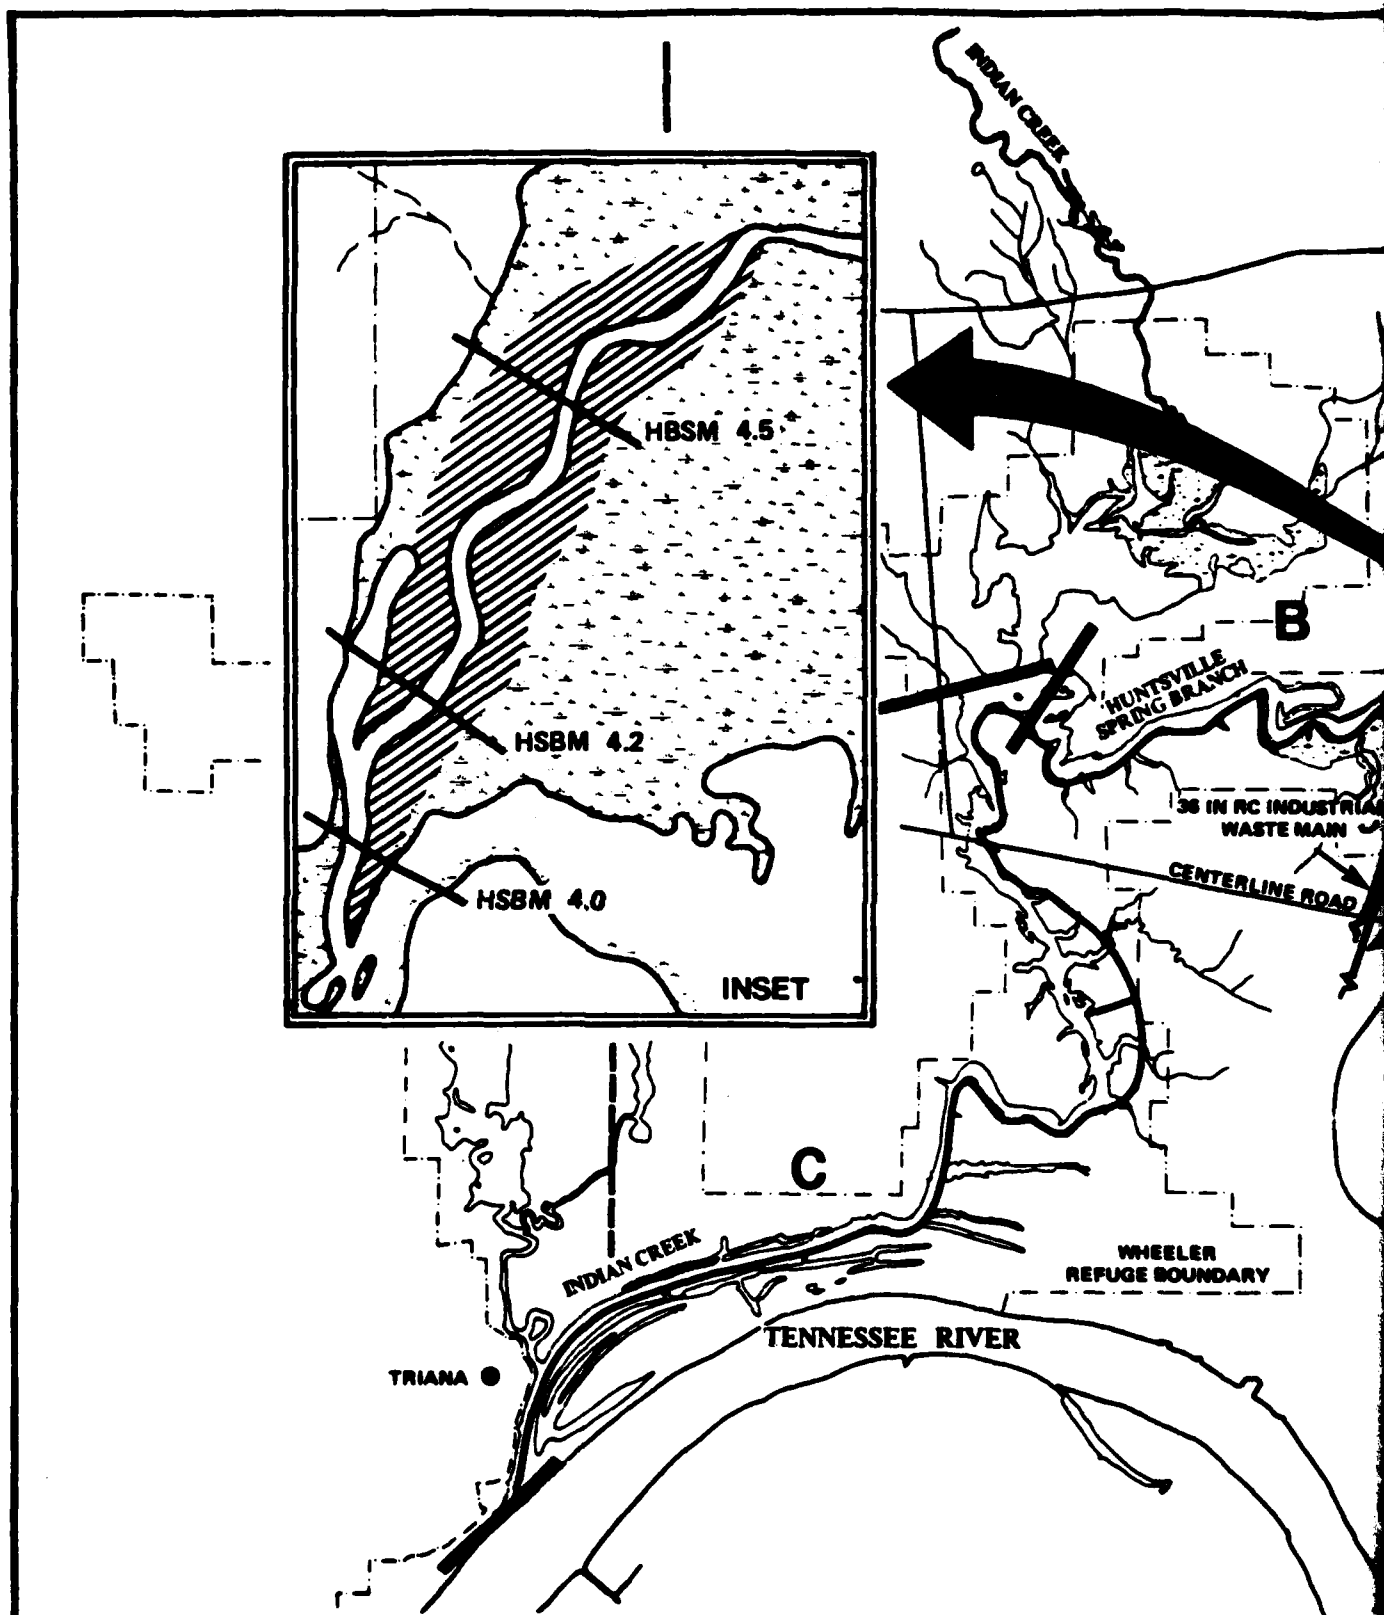 INDIAN CREEK
HBSM 4.5
B
HUNTSVILLE
SPRING BRANCH
HSBM 4.2
36 IN RC INDUSTRIA
WASTE MAIN
CENTERLINE ROAD
HSBM 4.0
INSET
C
INDIAN CREEK
WHEELER
REFUGE BOUNDARY
TENNESSEE RIVER
TRIANA